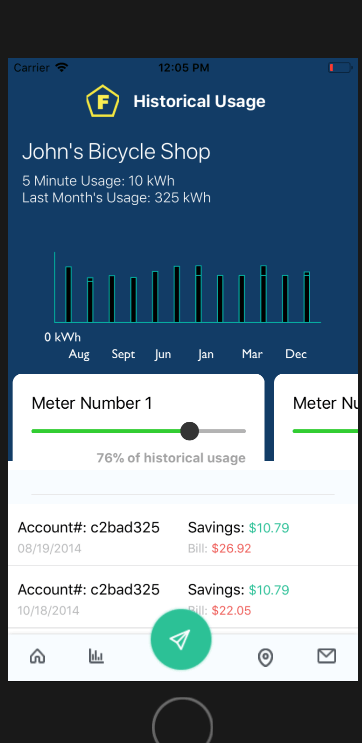 Carrier 12:05 PM
F Historical Usage
John's Bicycle Shop
5 Minute Usage: 10 kWh
Last Month's Usage: 325 kWh
0 kWh
Aug Sept Jun Jan Mar Dec
Meter Number 1 Meter Nu
76% of historical usage
Account#: c2bad325 Savings: $10.79
08/19/2014 Bill: $26.92
Account#: c2bad325 Savings: $10.79
10/18/2014 Bill: $22.05